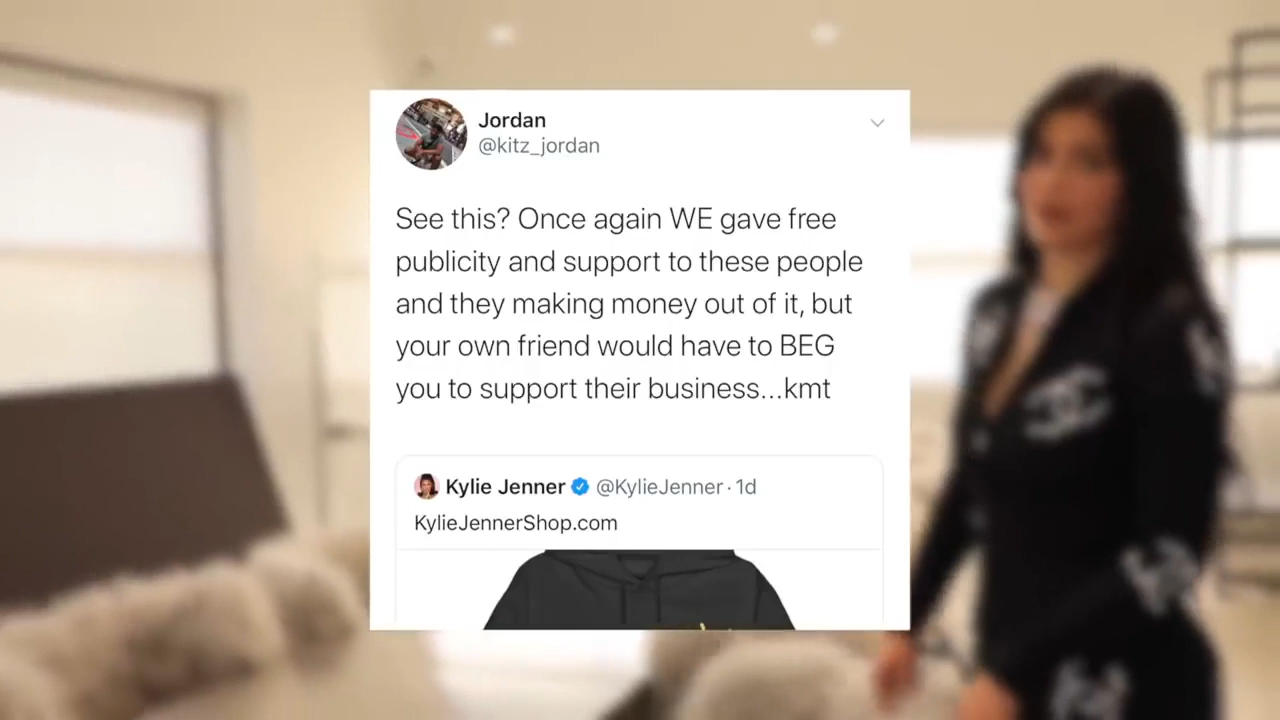 Jordan
@kitz_jordan
See this? Once again WE gave free
publicity and support to these people
and they making money out of it, but
your own friend would have to BEG
you to support their business...kmt
Kylie Jenner @KylieJenner · 1d
KylieJennerShop.com